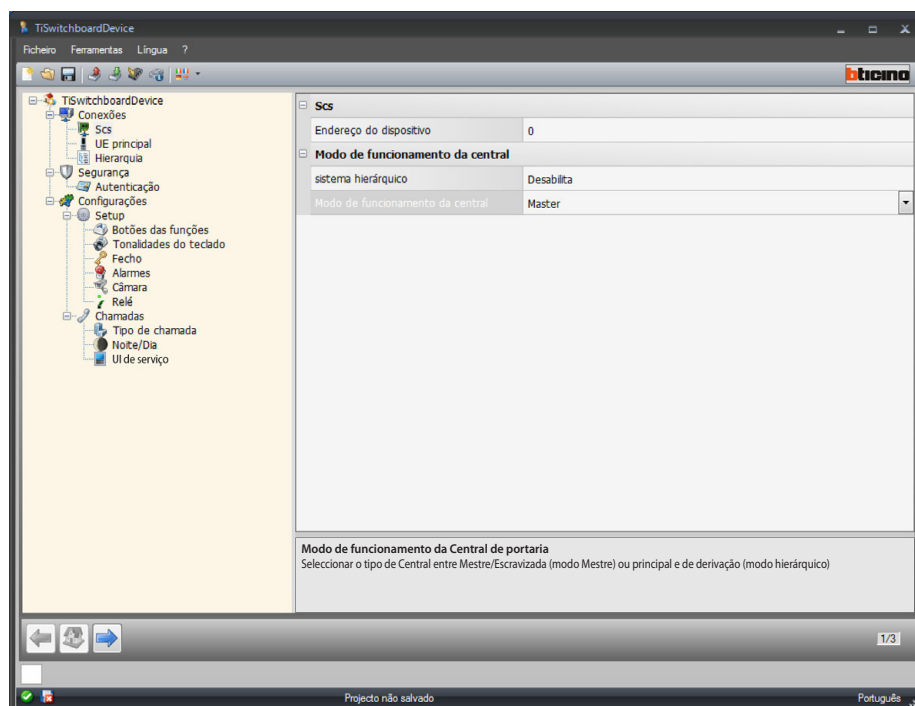 TiSwitchboardDevice
Ficheiro Ferramentas Língua ?
bticino
TiSwitchboardDevice
Conexões
Scs
UE principal
Hierarquia
Segurança
Autenticação
Configurações
Setup
Botões das funções
Tonalidades do teclado
Fecho
Alarmes
Câmara
Relé
Chamadas
Tipo de chamada
Noite/Dia
UI de serviço
Scs
Endereço do dispositivo 0
Modo de funcionamento da central
sistema hierárquico Desabilita
Modo de funcionamento da central Master
Modo de funcionamento da Central de portaria
Seleccionar o tipo de Central entre Mestre/Escravizada (modo Mestre) ou principal e de derivação (modo hierárquico)
1/3
Projecto não salvado Português